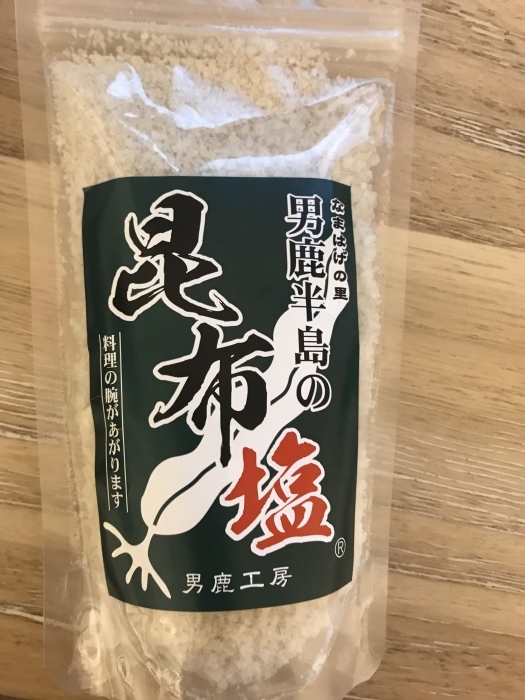 なまはげの里
男鹿半島の
昆布塩
料理の腕があがります
男鹿工房
®